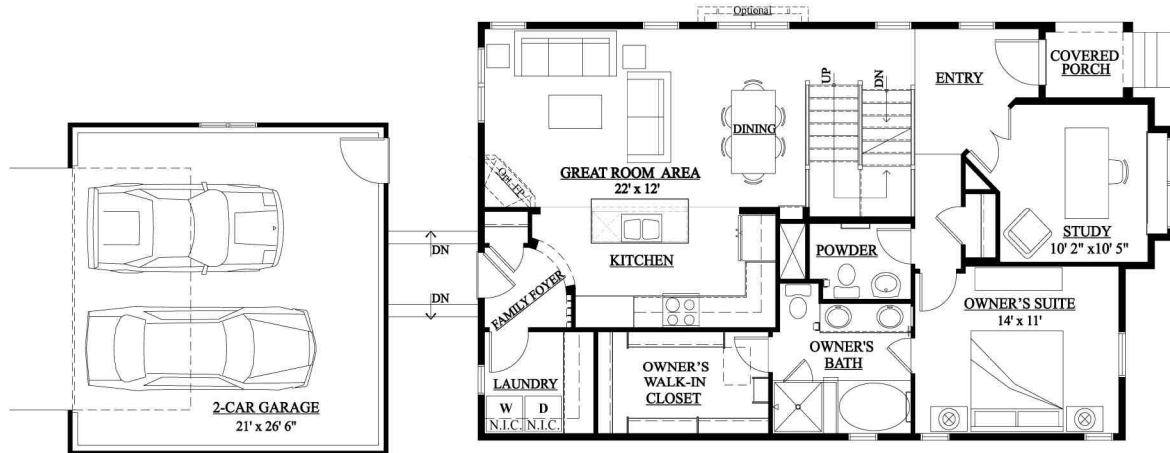 Optional
COVERED
PORCH
ENTRY
UP
DN
DINING
GREAT ROOM AREA
22' x 12'
Opt. FP
STUDY
10' 2" x10' 5"
POWDER
KITCHEN
DN
DN
FAMILY FOYER
OWNER'S SUITE
14' x 11'
OWNER'S
BATH
OWNER'S
WALK-IN
CLOSET
LAUNDRY
W D
N.I.C. N.I.C.
2-CAR GARAGE
21' x 26' 6"